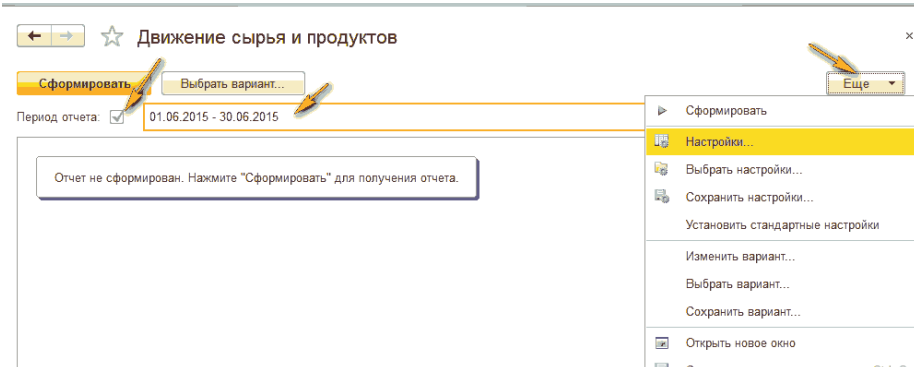 Движение сырья и продуктов
×
Сформировать
Выбрать вариант...
Еще
Период отчета:
01.06.2015 - 30.06.2015
Отчет не сформирован. Нажмите "Сформировать" для получения отчета.
Сформировать
Настройки...
Выбрать настройки...
Сохранить настройки...
Установить стандартные настройки
Изменить вариант...
Выбрать вариант...
Сохранить вариант...
Открыть новое окно